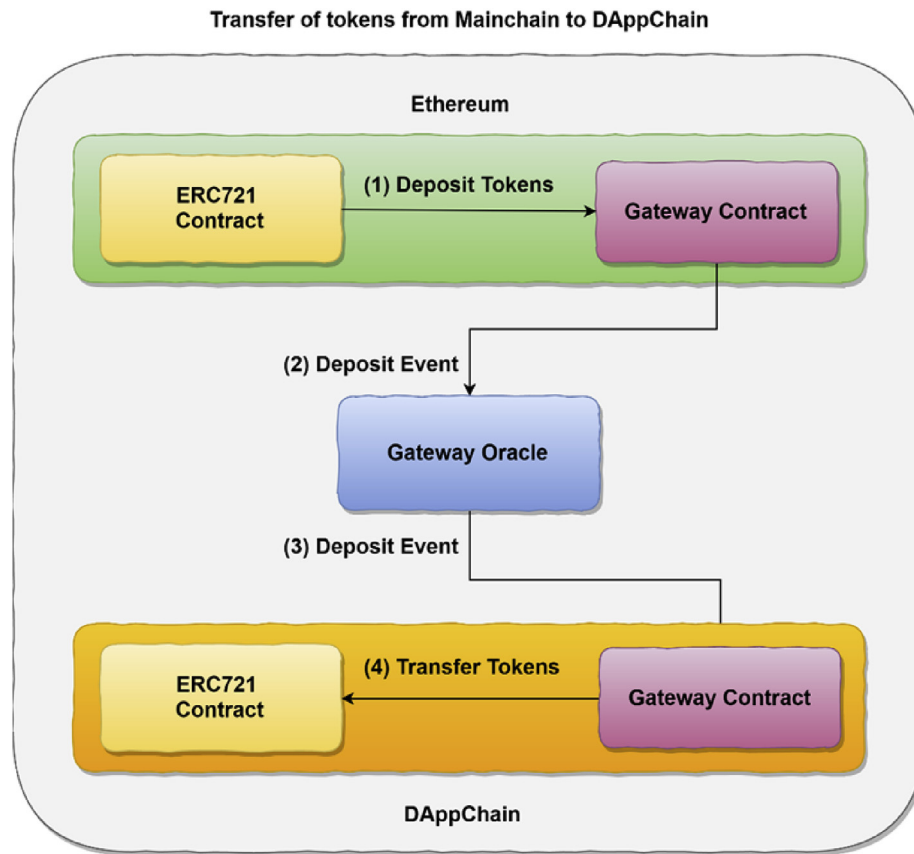 Transfer of tokens from Mainchain to DAppChain
Ethereum
ERC721
Contract
(1) Deposit Tokens
Gateway Contract
(2) Deposit Event
Gateway Oracle
(3) Deposit Event
ERC721
Contract
(4) Transfer Tokens
Gateway Contract
DAppChain